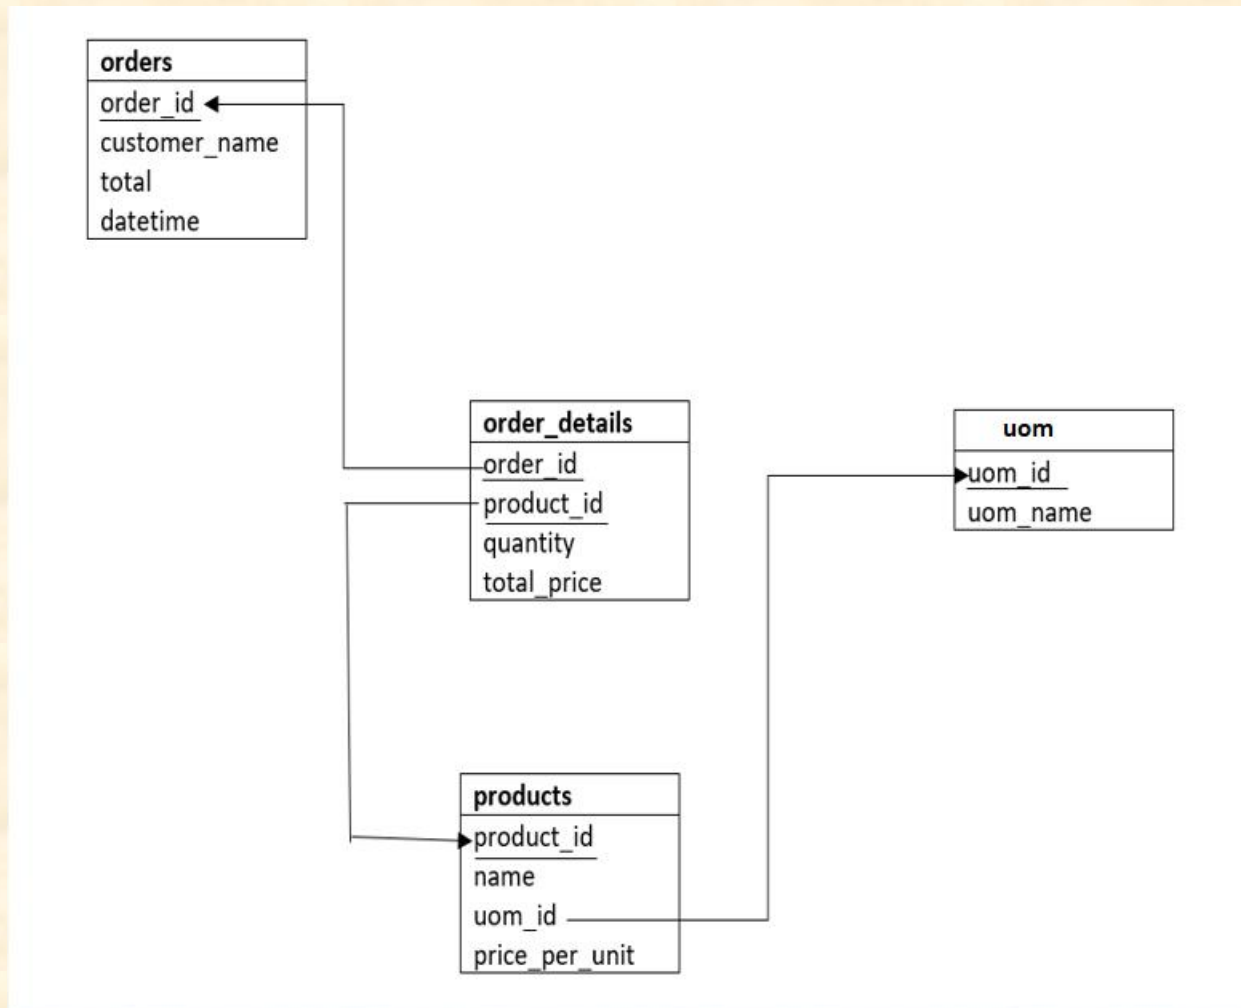 orders
order_id
customer_name
total
datetime
order_details
order_id
product_id
quantity
total_price
uom
uom_id
uom_name
products
product_id
name
uom_id
price_per_unit